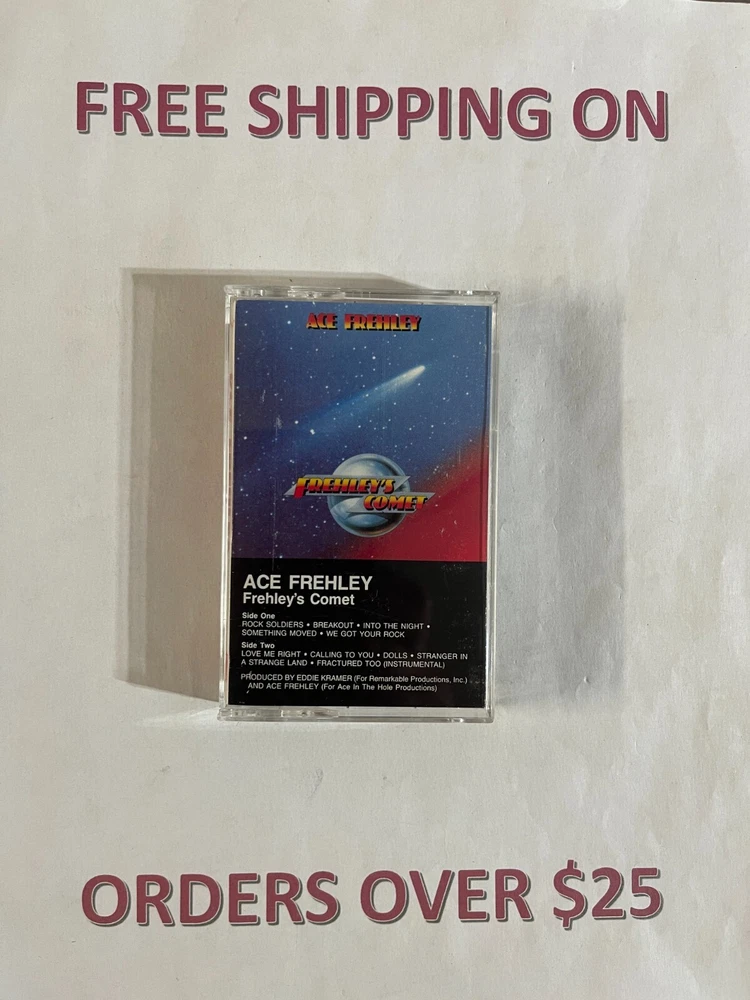 FREE SHIPPING ON
ACE FREHLEY
FREHLEY'S
COMET
ACE FREHLEY
Frehley's Comet
Side One
ROCK SOLDIERS • BREAKOUT • INTO THE NIGHT •
SOMETHING MOVED • WE GOT YOUR ROCK
Side Two
LOVE ME RIGHT • CALLING TO YOU • DOLLS • STRANGER IN
A STRANGE LAND • FRACTURED TOO (INSTRUMENTAL)
PRODUCED BY EDDIE KRAMER (For Remarkable Productions, Inc.)
AND ACE FREHLEY (For Ace In The Hole Productions)
ORDERS OVER $25